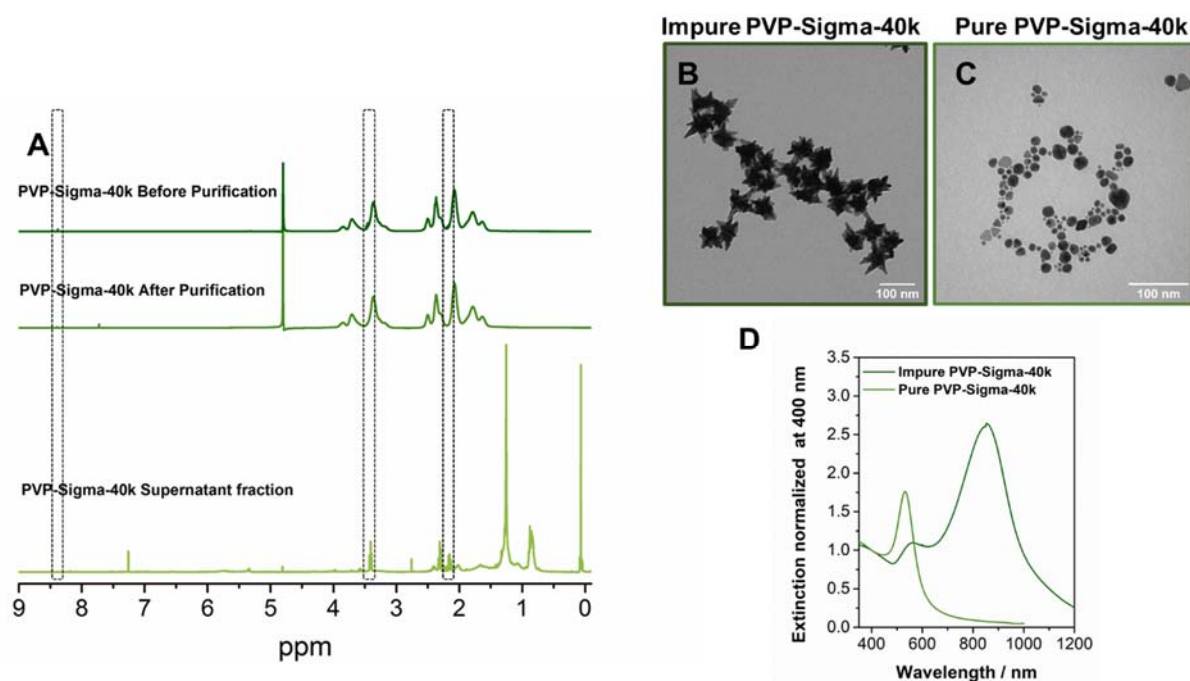 A
PVP-Sigma-40k Before Purification
PVP-Sigma-40k After Purification
PVP-Sigma-40k Supernatant fraction
9 8 7 6 5 4 3 2 1 0
ppm
Impure PVP-Sigma-40k
B
100 nm
Pure PVP-Sigma-40k
C
100 nm
D
Extinction normalized at 400 nm
3.5
3.0
2.5
2.0
1.5
1.0
0.5
0.0
Impure PVP-Sigma-40k
Pure PVP-Sigma-40k
400 600 800 1000 1200
Wavelength / nm